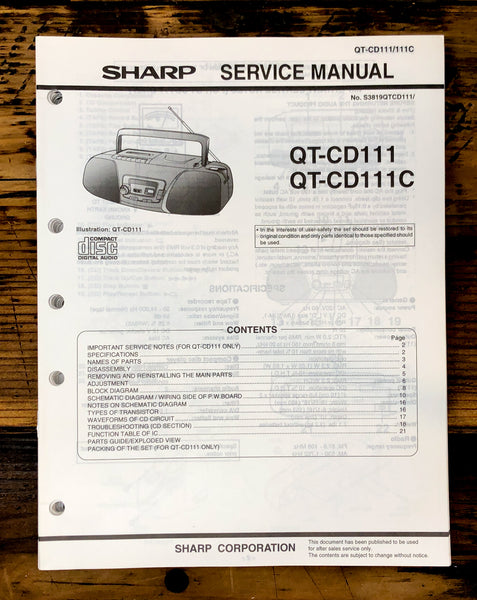 QT-CD111/111C
SHARP SERVICE MANUAL
No. S3819QTCD111/
QT-CD111
QT-CD111C
Illustration: QT-CD111
COMPACT
disc
DIGITAL AUDIO
• In the interests of user-safety the set should be restored to its
original condition and only parts identical to those specified should
be used.
CONTENTS
Page
IMPORTANT SERVICE NOTES (FOR QT-CD111 ONLY) 2
SPECIFICATIONS 2
NAMES OF PARTS 3
DISASSEMBLY 4
REMOVING AND REINSTALLING THE MAIN PARTS 5
ADJUSTMENT 6
BLOCK DIAGRAM 8
SCHEMATIC DIAGRAM / WIRING SIDE OF P.W.BOARD 10
NOTES ON SCHEMATIC DIAGRAM 16
TYPES OF TRANSISTOR 16
WAVEFORMS OF CD CIRCUIT 17
TROUBLESHOOTING (CD SECTION) 18
FUNCTION TABLE OF IC 21
PARTS GUIDE/EXPLODED VIEW
PACKING OF THE SET (FOR QT-CD111 ONLY)
SHARP CORPORATION
This document has been published to be used
for after sales service only.
The contents are subject to change without notice.